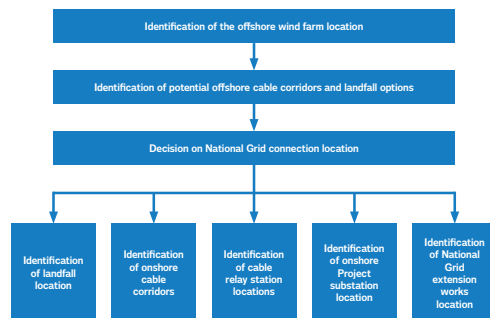 Identification of the offshore wind farm location
Identification of potential offshore cable corridors and landfall options
Decision on National Grid connection location
Identification
of landfall
location
Identification
of onshore
cable
corridors
Identification
of cable
relay station
locations
Identification
of onshore
Project
substation
location
Identification
of National
Grid
extension
works
location